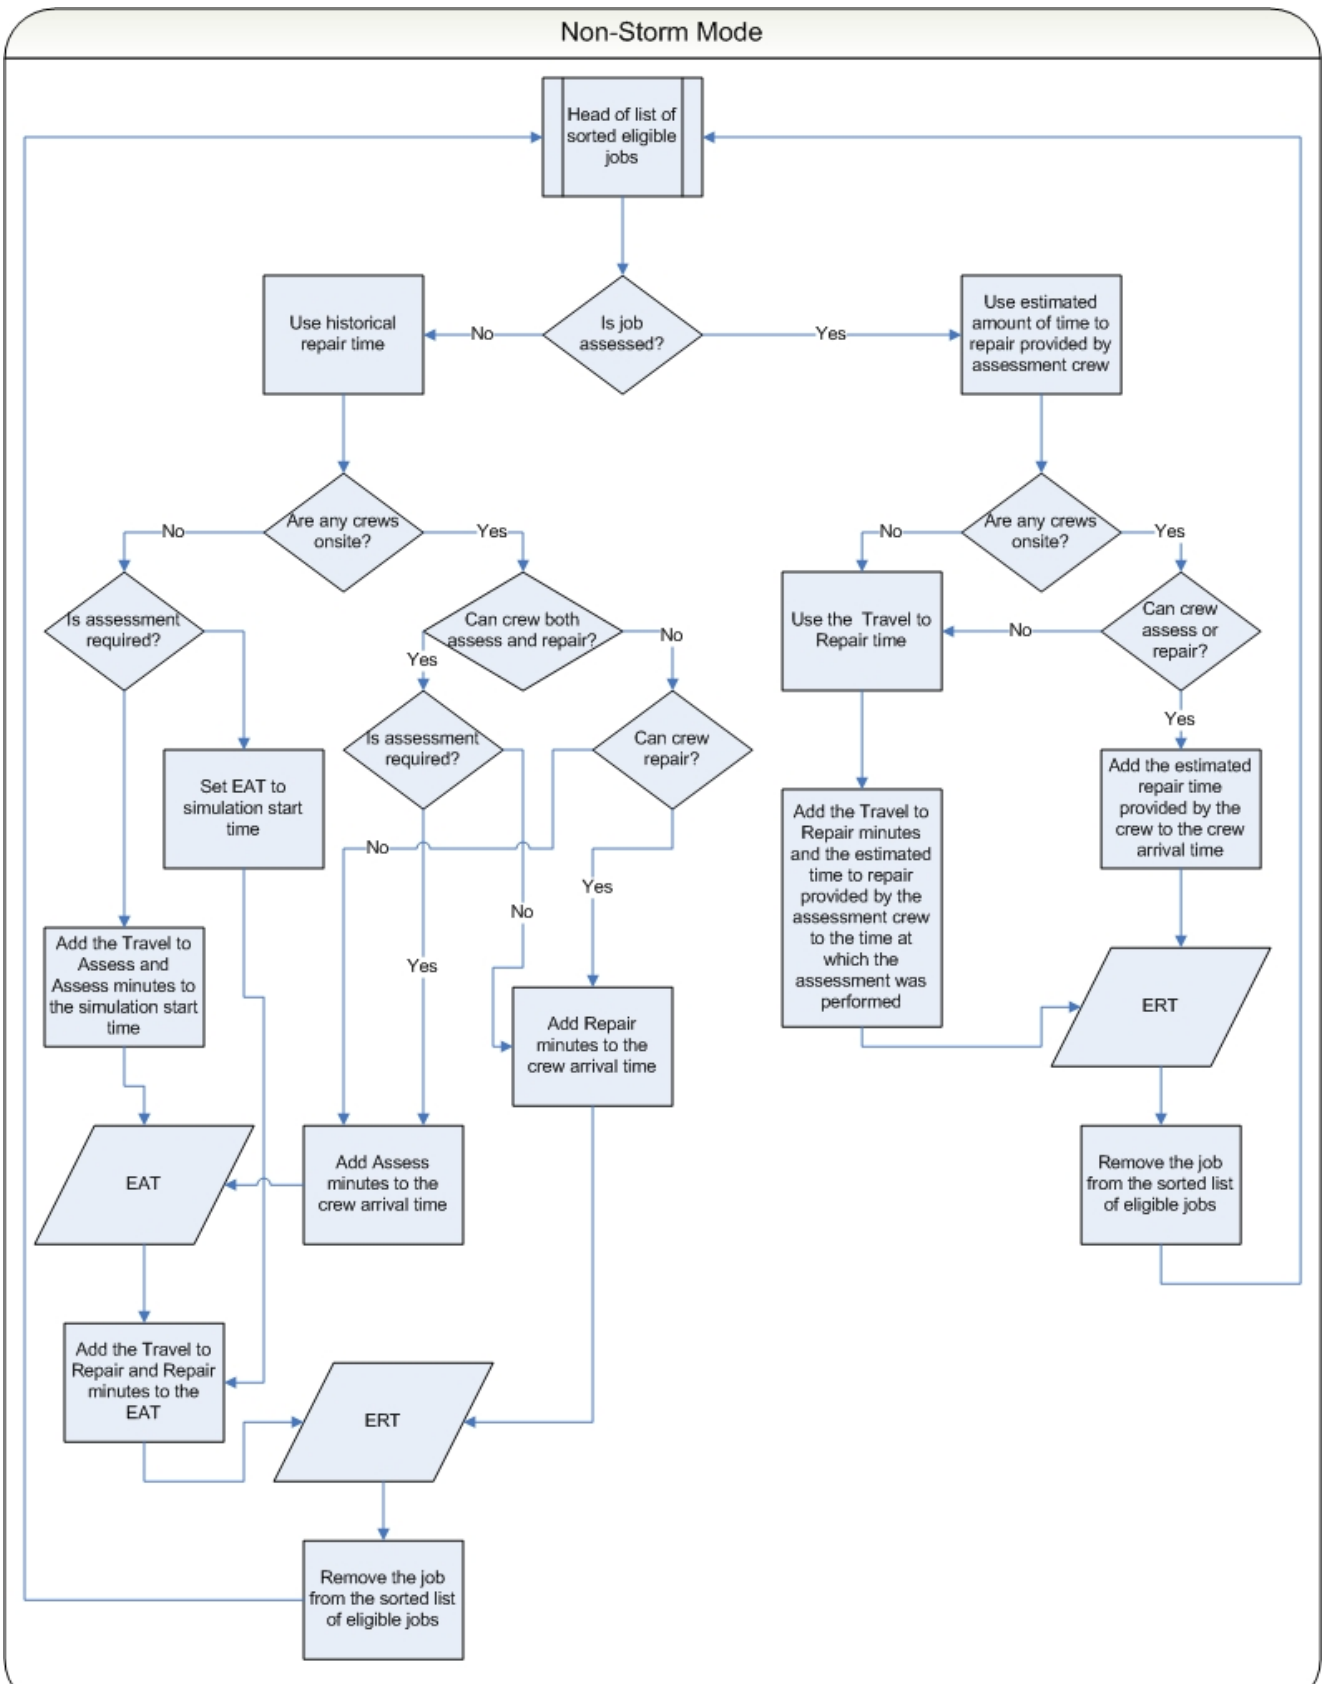 Non-Storm Mode
Head of list of
sorted eligible
jobs
Use historical
repair time
No
Is job
assessed?
Yes
Use estimated
amount of time to
repair provided by
assessment crew
No
Are any crews
onsite?
Yes
No
Are any crews
onsite?
Yes
Is assessment
required?
Can crew both
assess and repair?
No
Yes
Use the Travel to
Repair time
No
Can crew
assess or
repair?
Yes
Is assessment
required?
Can crew
repair?
Set EAT to
simulation start
time
Add the estimated
repair time
provided by the
crew to the crew
arrival time
Add the Travel to
Repair minutes
and the estimated
time to repair
provided by the
assessment crew
to the time at
which the
assessment was
performed
No
Yes
No
Yes
Add the Travel to
Assess and
Assess minutes to
the simulation start
time
Add Repair
minutes to the
crew arrival time
ERT
EAT
Add Assess
minutes to the
crew arrival time
Remove the job
from the sorted list
of eligible jobs
Add the Travel to
Repair and Repair
minutes to the
EAT
ERT
Remove the job
from the sorted list
of eligible jobs